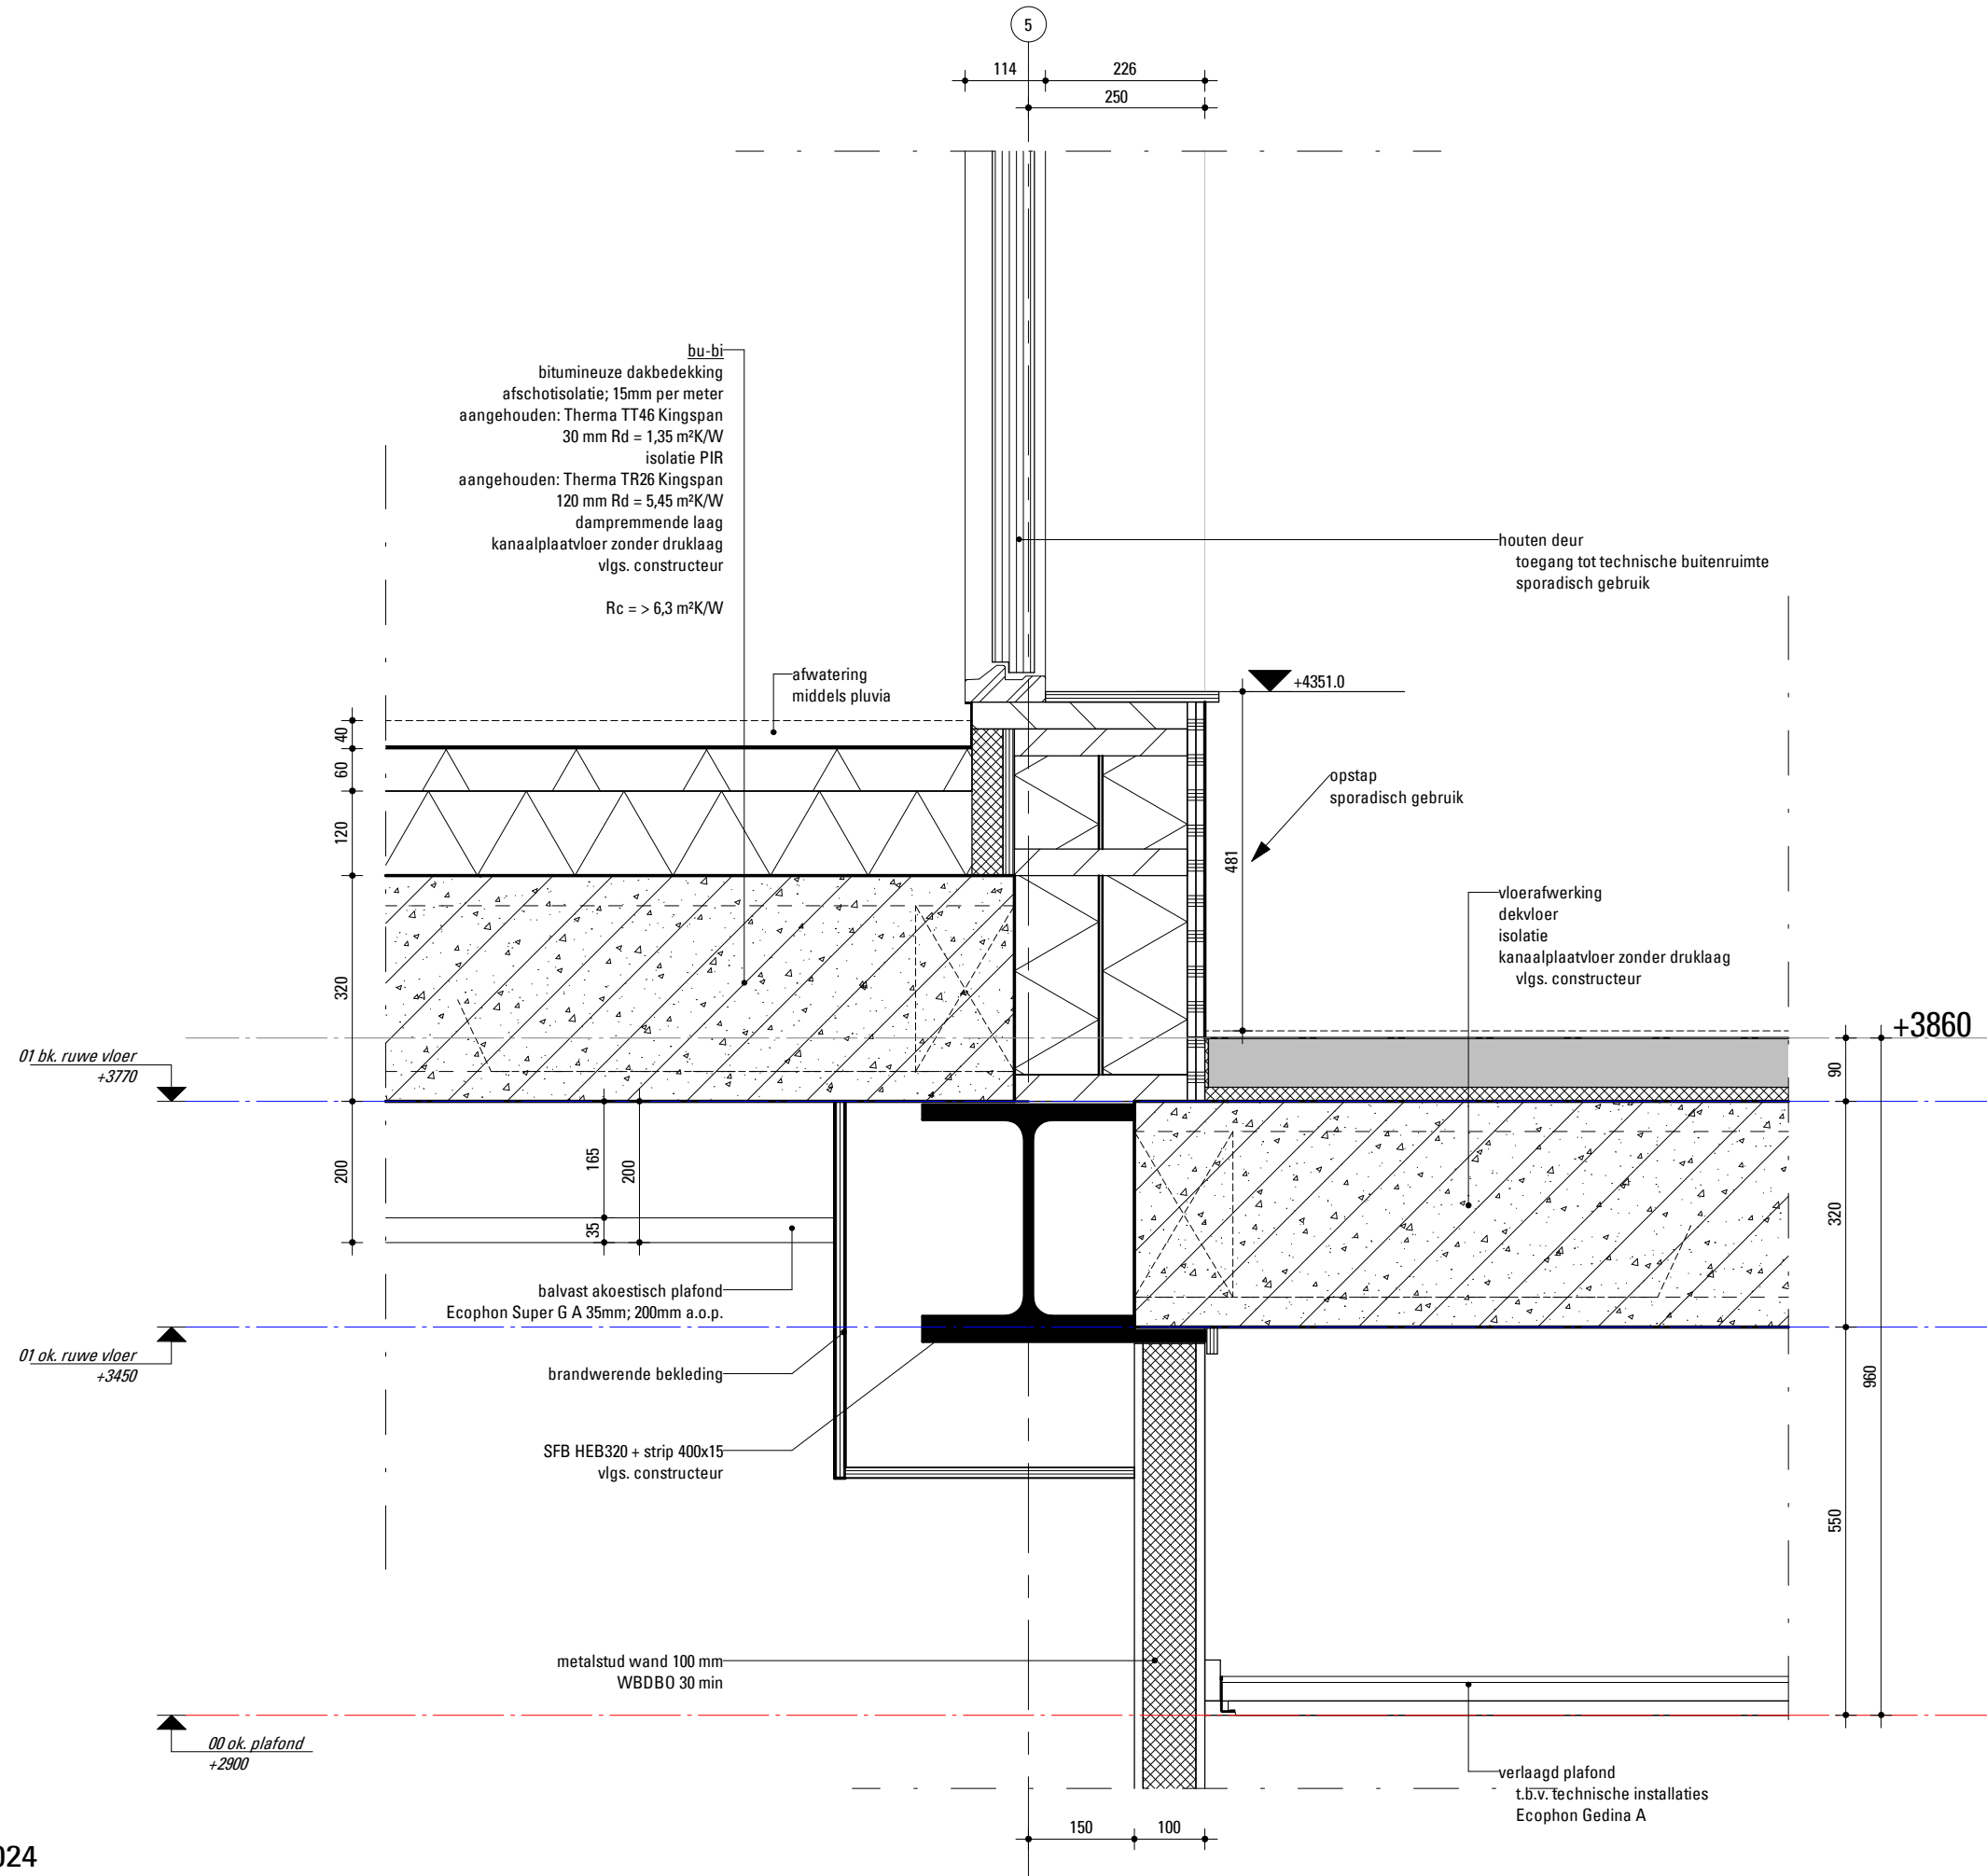 5
114
226
250
bu-bi
bitumineuze dakbedekking
afschotisolatie; 15mm per meter
aangehouden: Therma TT46 Kingspan
30 mm Rd = 1,35 m²K/W
isolatie PIR
aangehouden: Therma TR26 Kingspan
120 mm Rd = 5,45 m²K/W
dampremmende laag
kanaalplaatvloer zonder druklaag
vlgs. constructeur
Rc = > 6,3 m²K/W
houten deur
toegang tot technische buitenruimte
sporadisch gebruik
afwatering
middels pluvia
+4351.0
40
60
120
320
200
opstap
sporadisch gebruik
481
vloerafwerking
dekvloer
isolatie
kanaalplaatvloer zonder druklaag
vlgs. constructeur
+3860
01 bk. ruwe vloer
+3770
90
320
550
960
165
35
200
balvast akoestisch plafond
Ecophon Super G A 35mm; 200mm a.o.p.
01 ok. ruwe vloer
+3450
brandwerende bekleding
SFB HEB320 + strip 400x15
vlgs. constructeur
metalstud wand 100 mm
WBDBO 30 min
00 ok. plafond
+2900
verlaagd plafond
t.b.v. technische installaties
Ecophon Gedina A
150
100
024